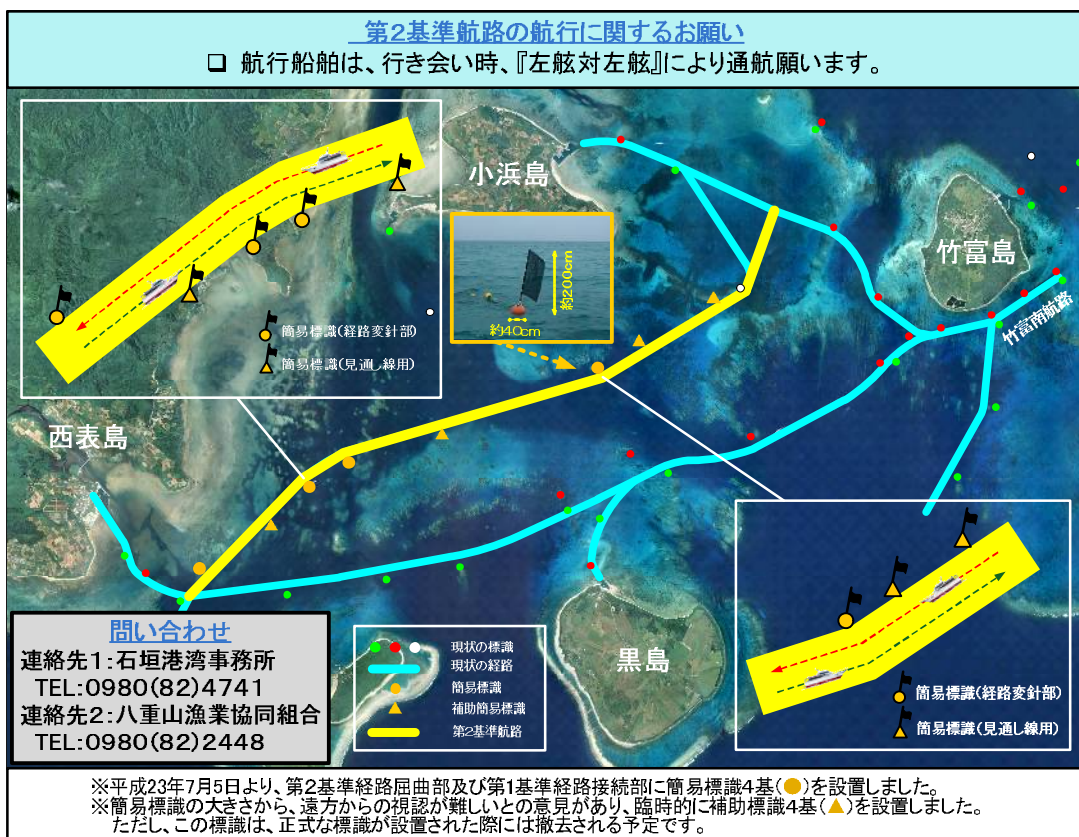 第2基準航路の航行に関するお願い
□ 航行船舶は、行き会い時、『左舷対左舷』により通航願います。
小浜島
竹富島
竹富南航路
約200cm
約40cm
簡易標識(経路変針部)
簡易標識(見通し線用)
西表島
黒島
簡易標識(経路変針部)
簡易標識(見通し線用)
問い合わせ
連絡先1:石垣港湾事務所
TEL:0980(82)4741
連絡先2:八重山漁業協同組合
TEL:0980(82)2448
現状の標識
現状の経路
簡易標識
補助簡易標識
第2基準航路
※平成23年7月5日より、第2基準経路屈曲部及び第1基準経路接続部に簡易標識4基(●)を設置しました。
※簡易標識の大きさから、遠方からの視認が難しいとの意見があり、臨時的に補助標識4基(▲)を設置しました。
ただし、この標識は、正式な標識が設置された際には撤去される予定です。